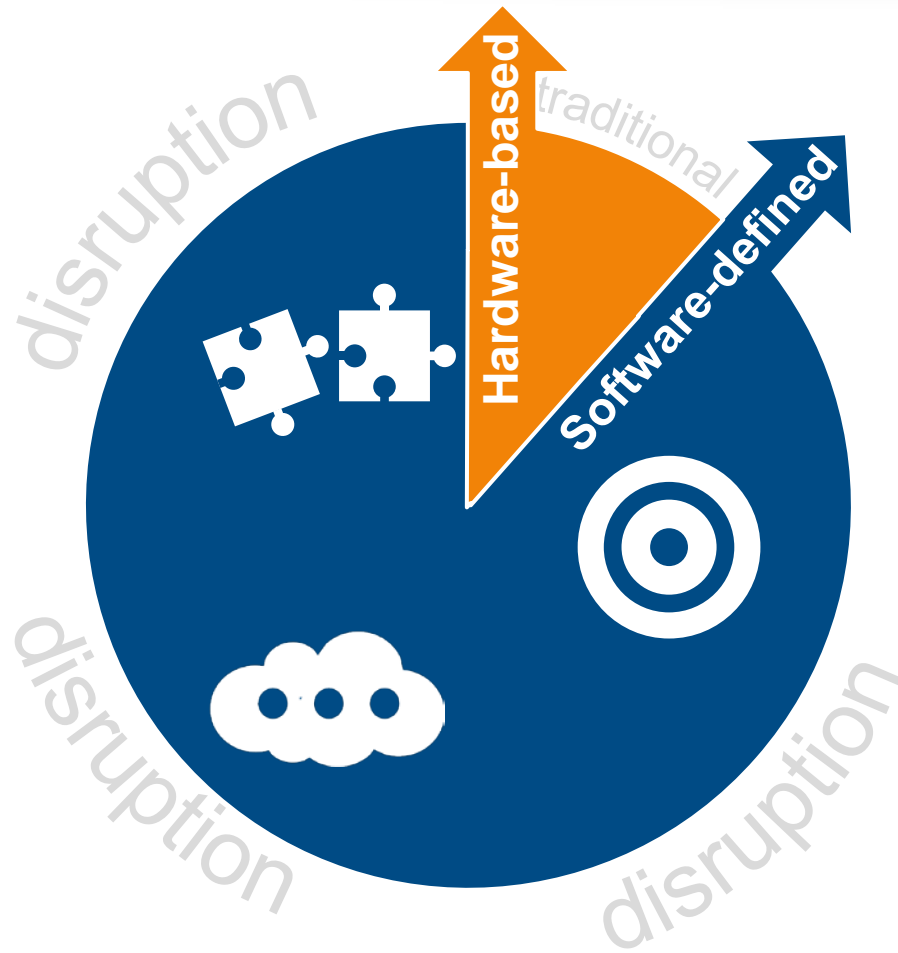 Hardware-based
traditional
Software-defined
disruption
disruption
disruption